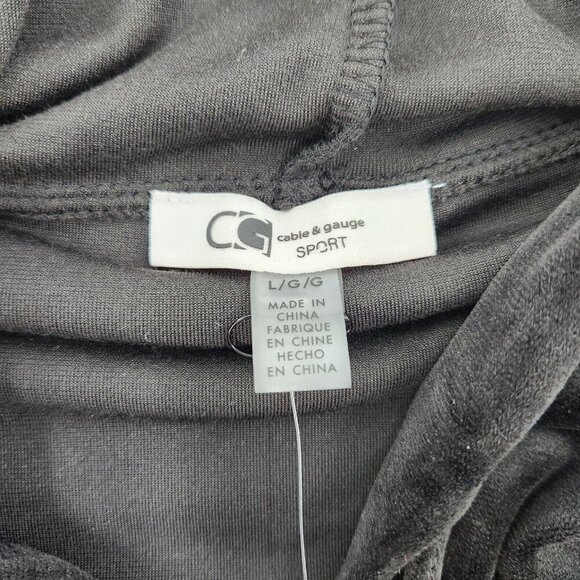 CG cable & gauge
SPORT
L/G/G
MADE IN
CHINA
FABRIQUE
EN CHINE
HECHO
EN CHINA